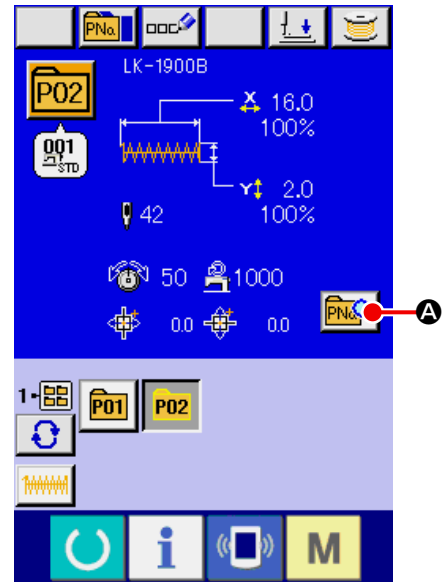 PNo.
LK-1900B
P02
X 16.0
100%
001
STD
Y 2.0
42
100%
50
1000
0.0
0.0
PNo.
A
1
P01
P02
i
M